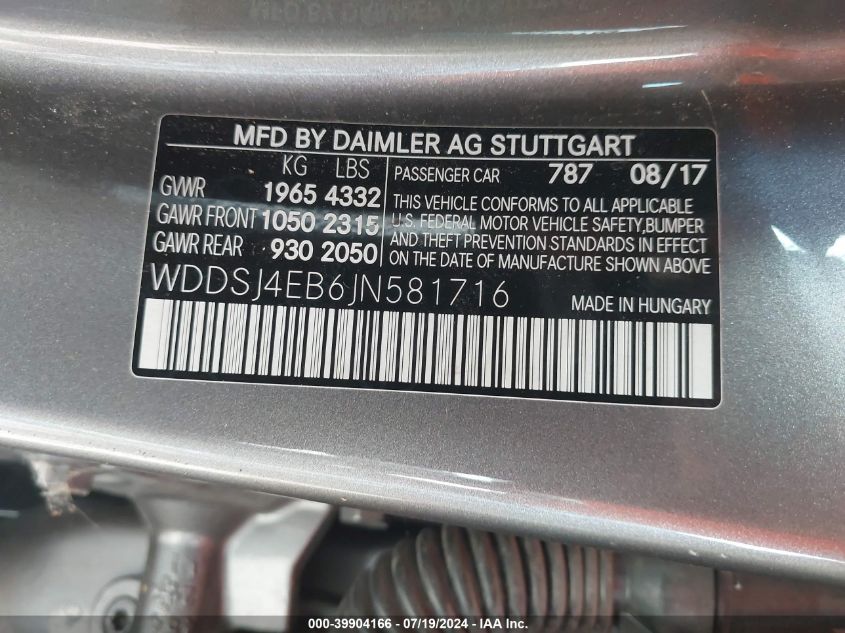 MFD BY DAIMLER AG STUTTGART
KG LBS
GVWR 1965 4332
GAWR FRONT 1050 2315
GAWR REAR 930 2050
PASSENGER CAR 787 08/17
THIS VEHICLE CONFORMS TO ALL APPLICABLE
U.S. FEDERAL MOTOR VEHICLE SAFETY,BUMPER
AND THEFT PREVENTION STANDARDS IN EFFECT
ON THE DATE OF MANUFACTURE SHOWN ABOVE
WDDSJ4EB6JN581716
MADE IN HUNGARY
000-39904166 / 07/19/2024 - IAA Inc.